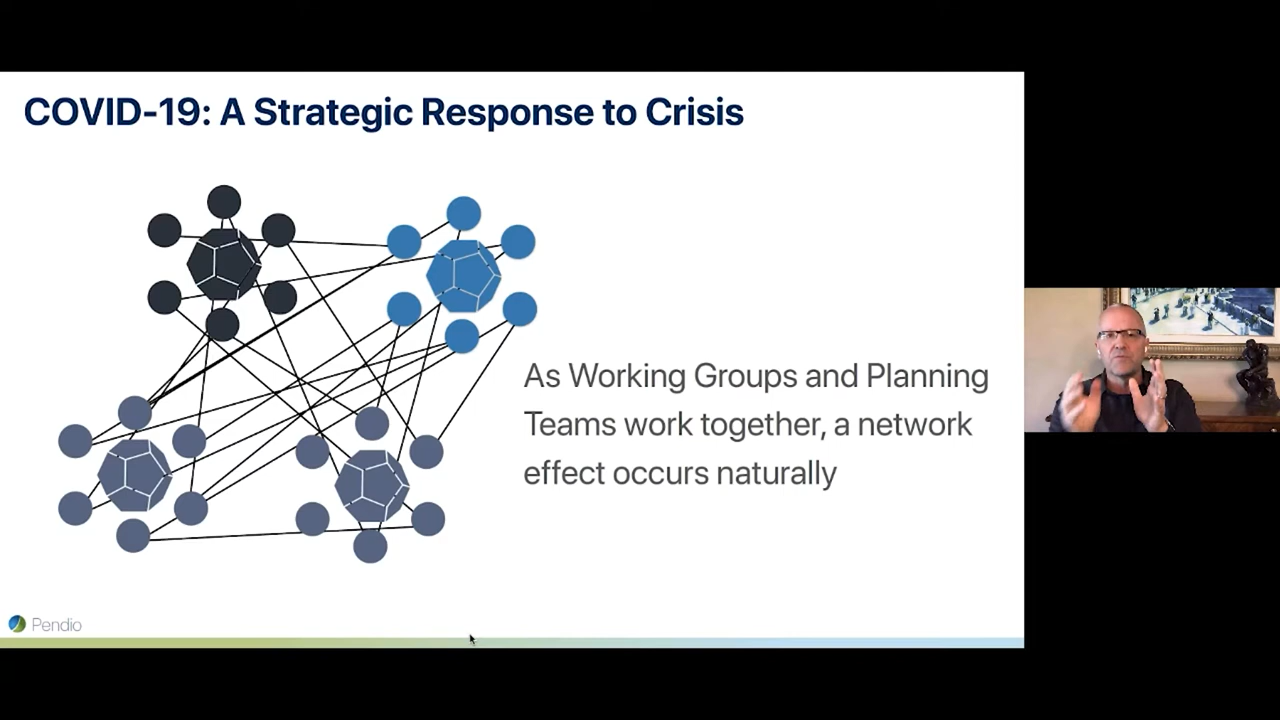 COVID-19: A Strategic Response to Crisis
As Working Groups and Planning
Teams work together, a network
effect occurs naturally
Pendio